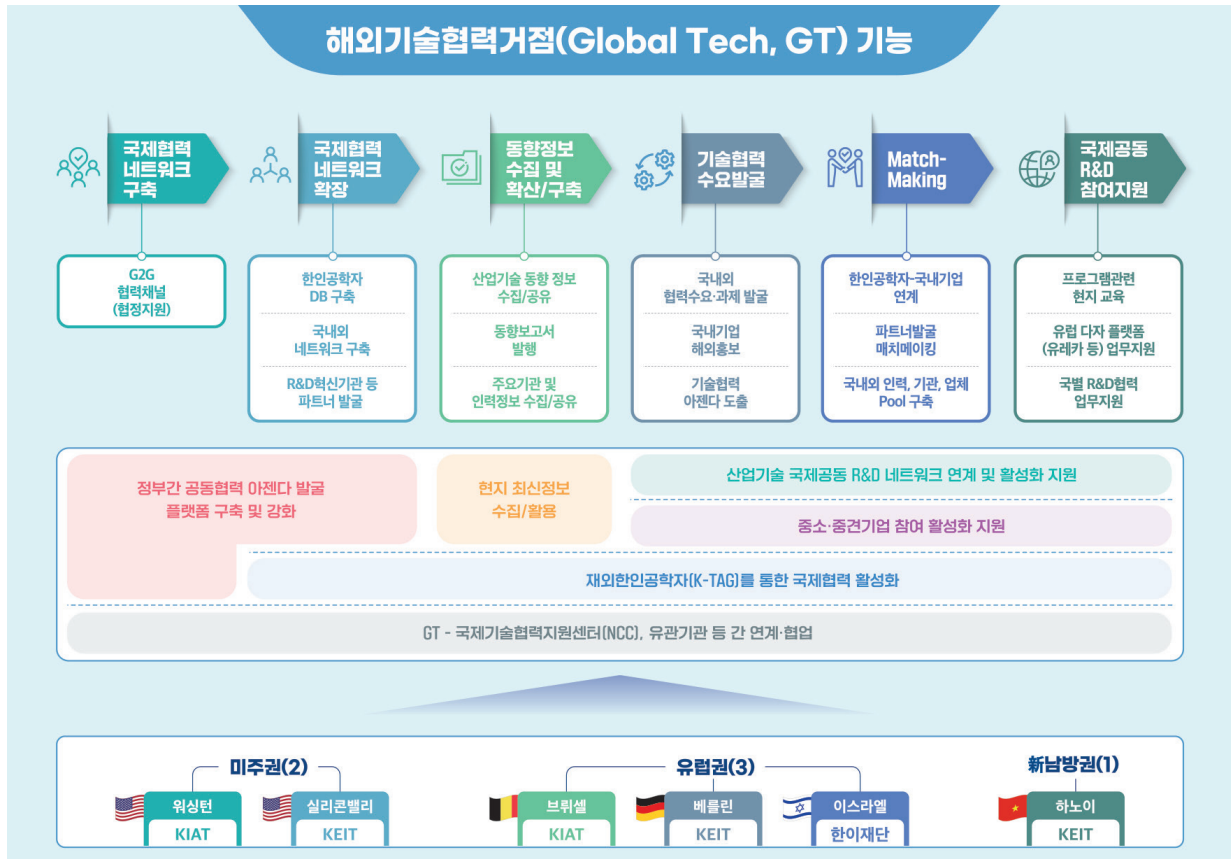 해외기술협력거점(Global Tech, GT) 기능
국제협력
네트워크
구축
국제협력
네트워크
확장
동향정보
수집 및
확산/구축
기술협력
수요발굴
Match-
Making
국제공동
R&D
참여지원
G2G
협력채널
(협정지원)
한인공학자
DB 구축
국내외
네트워크 구축
R&D혁신기관 등
파트너 발굴
산업기술 동향 정보
수집/공유
동향보고서
발행
주요기관 및
인력정보 수집/공유
국내외
협력수요·과제 발굴
국내기업
해외홍보
기술협력
아젠다 도출
한인공학자-국내기업
연계
파트너발굴
매치메이킹
국내외 인력, 기관, 업체
Pool 구축
프로그램관련
현지 교육
유럽 다자 플랫폼
(유레카 등) 업무지원
국별 R&D협력
업무지원
정부간 공동협력 아젠다 발굴
플랫폼 구축 및 강화
현지 최신정보
수집/활용
산업기술 국제공동 R&D 네트워크 연계 및 활성화 지원
중소·중견기업 참여 활성화 지원
재외한인공학자(K-TAG)를 통한 국제협력 활성화
GT - 국제기술협력지원센터(NCC), 유관기관 등 간 연계·협업
미주권(2)
워싱턴
KIAT
실리콘밸리
KEIT
유럽권(3)
브뤼셀
KIAT
베를린
KEIT
이스라엘
한이재단
新남방권(1)
하노이
KEIT